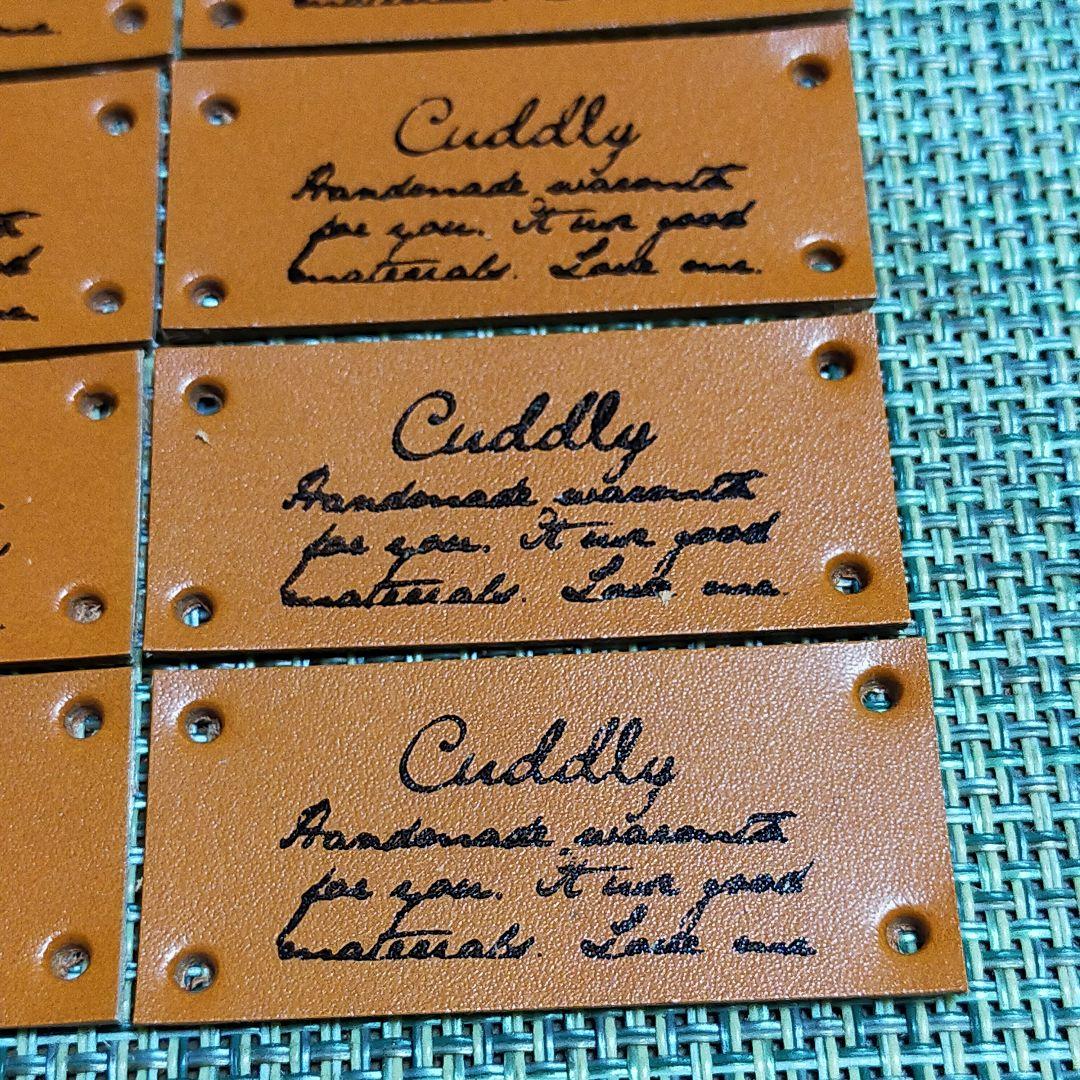 Cuddly
Handmade warmth
for you. It use good
materials. Love me.
Cuddly
Handmade warmth
for you. It use good
materials. Love me.
Cuddly
Handmade warmth
for you. It use good
materials. Love me